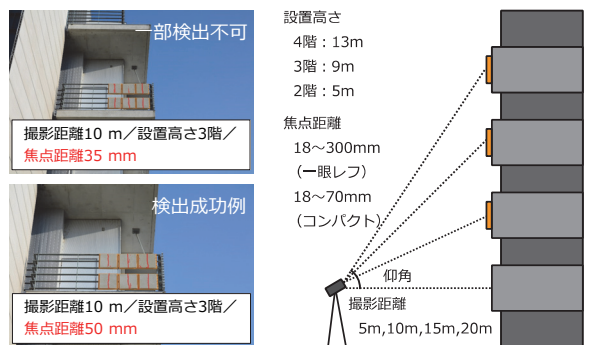 一部検出不可
撮影距離10 m／設置高さ3階／
焦点距離35 mm
検出成功例
撮影距離10 m／設置高さ3階／
焦点距離50 mm
設置高さ
4階：13m
3階：9m
2階：5m
焦点距離
18～300mm
（一眼レフ）
18～70mm
（コンパクト）
仰角
撮影距離
5m,10m,15m,20m